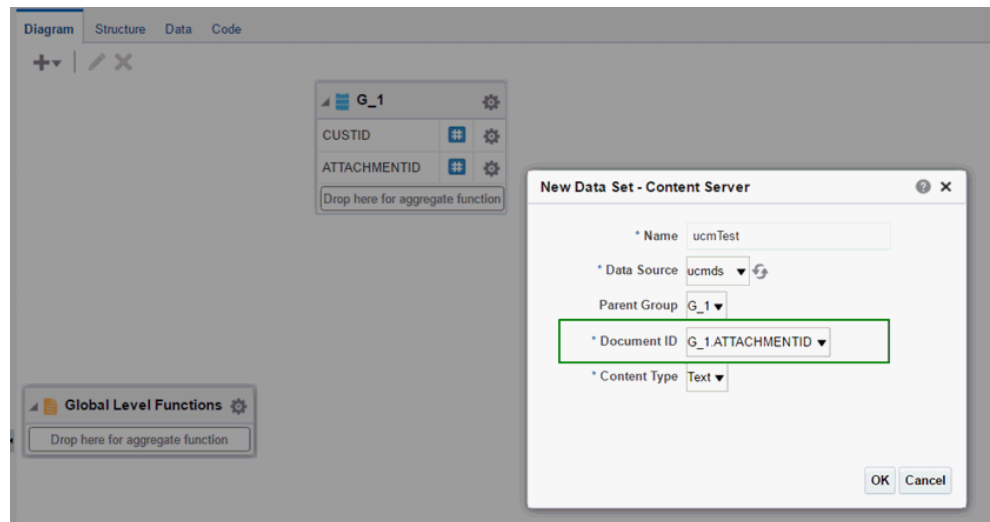 Diagram Structure Data Code
G_1
CUSTID
ATTACHMENTID
Drop here for aggregate function
New Data Set - Content Server
* Name ucmTest
* Data Source ucmds
Parent Group G_1
* Document ID G_1.ATTACHMENTID
* Content Type Text
Global Level Functions
Drop here for aggregate function
OK Cancel